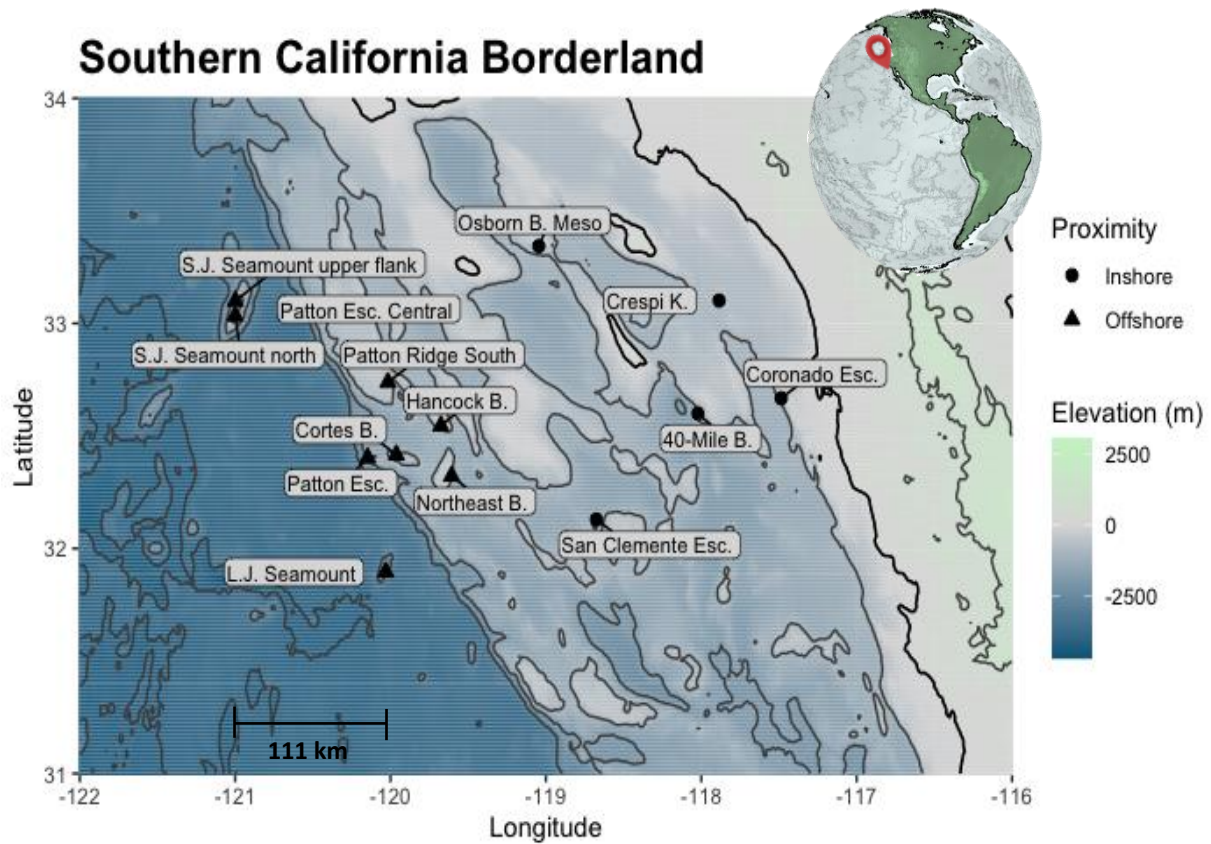 Southern California Borderland
34
33
32
31
Latitude
Osborn B. Meso
S.J. Seamount upper flank
Crespi K.
Patton Esc. Central
S.J. Seamount north
Patton Ridge South
Coronado Esc.
Hancock B.
Cortes B.
40-Mile B.
Patton Esc.
Northeast B.
San Clemente Esc.
L.J. Seamount
111 km
-122
-121
-120
-119
-118
-117
-116
Longitude
Proximity
Inshore
Offshore
Elevation (m)
2500
0
-2500